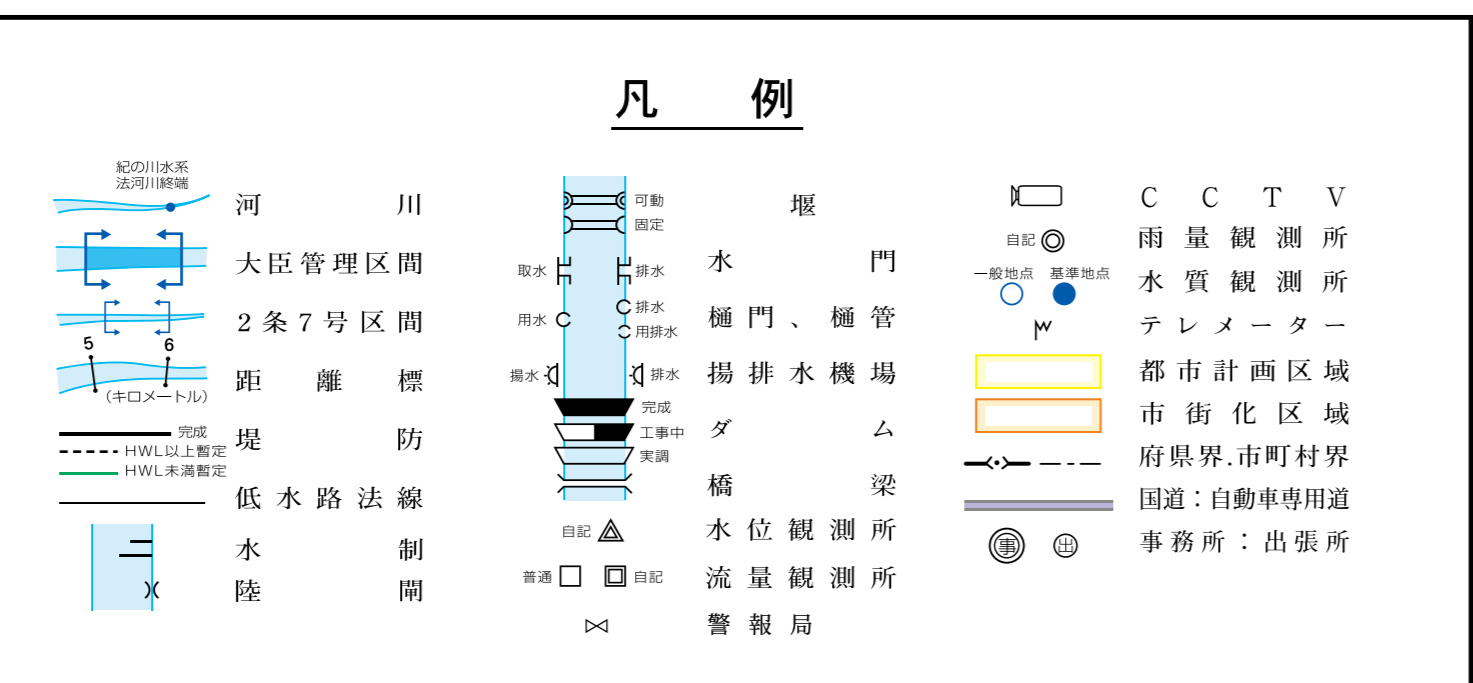 凡例
紀の川水系
法河川終端
河川
大臣管理区間
2条7号区間
5 6
(キロメートル)
距離標
完成
HWL以上暫定
HWL未満暫定
堤防
低水路法線
水制
陸閘
可動
固定
堰
取水 排水
水門
用水 排水
用排水
樋門、樋管
揚水 排水
揚排水機場
完成
工事中
実調
ダム
橋梁
自記
水位観測所
普通 自記
流量観測所
警報局
CCTV
自記
雨量観測所
一般地点 基準地点
水質観測所
テレメーター
都市計画区域
市街化区域
府県界.市町村界
国道：自動車専用道
事 出
事務所：出張所